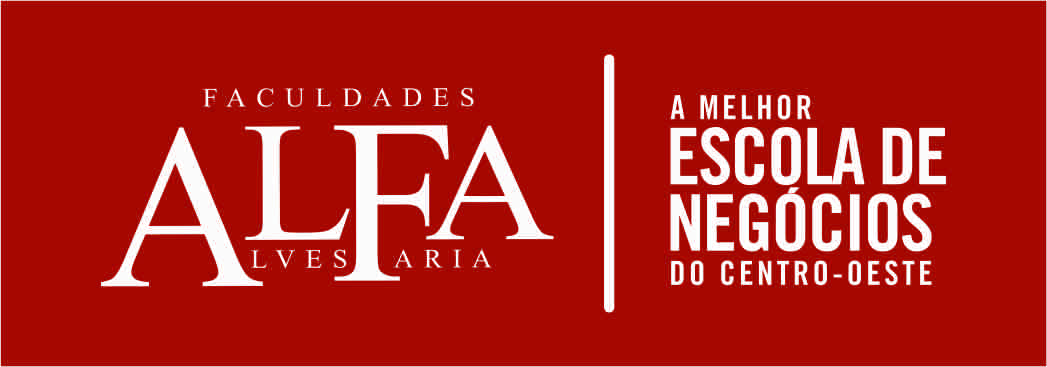 FACULDADES
ALFA
ALVES FARIA
A MELHOR
ESCOLA DE
NEGÓCIOS
DO CENTRO-OESTE